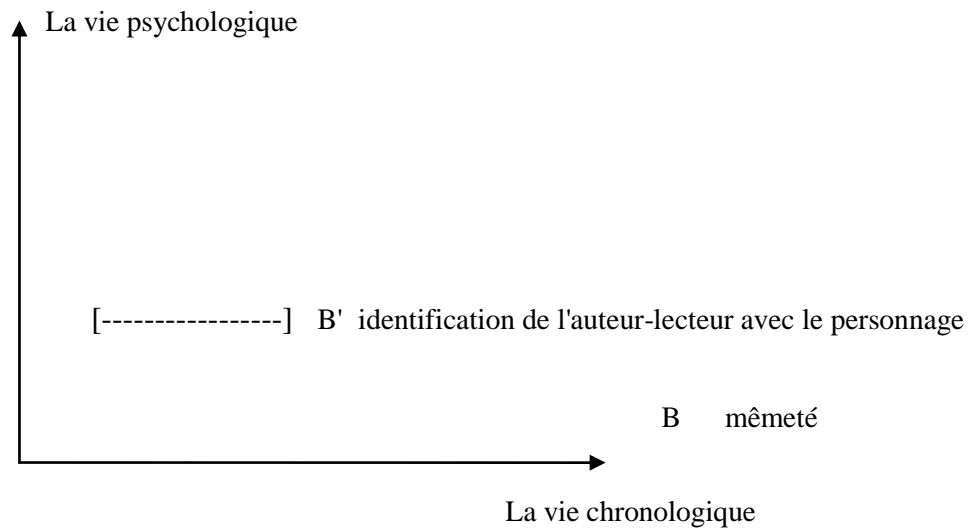 La vie psychologique
[-----------------] B' identification de l'auteur-lecteur avec le personnage
B mêmeté
La vie chronologique